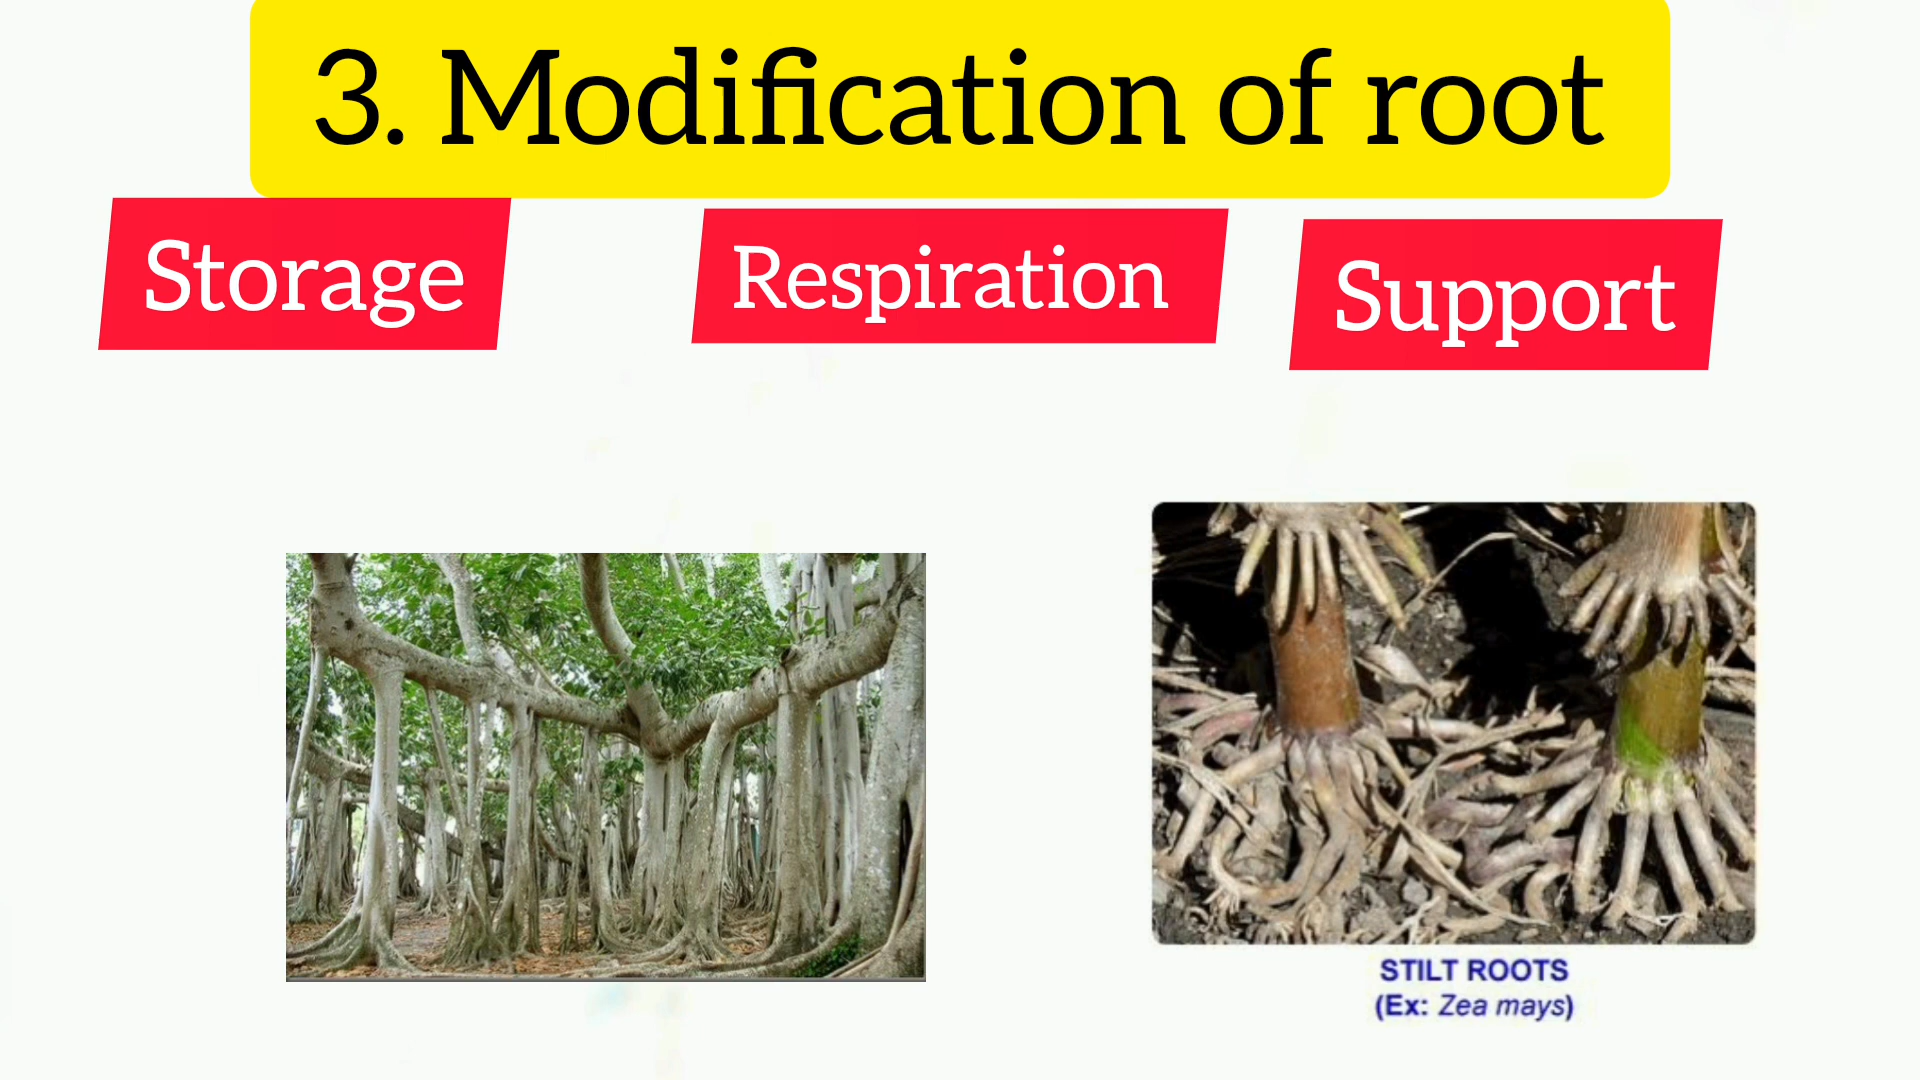 3. Modification of root
Storage
Respiration
Support
STILT ROOTS
(Ex: Zea mays)